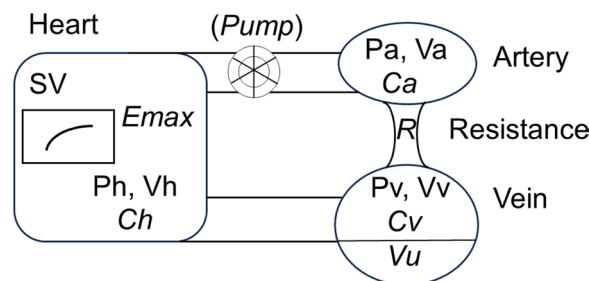 Heart
(Pump)
SV
Emax
Ph, Vh
Ch
Pa, Va
Ca
Artery
R
Resistance
Pv, Vv
Cv
Vu
Vein